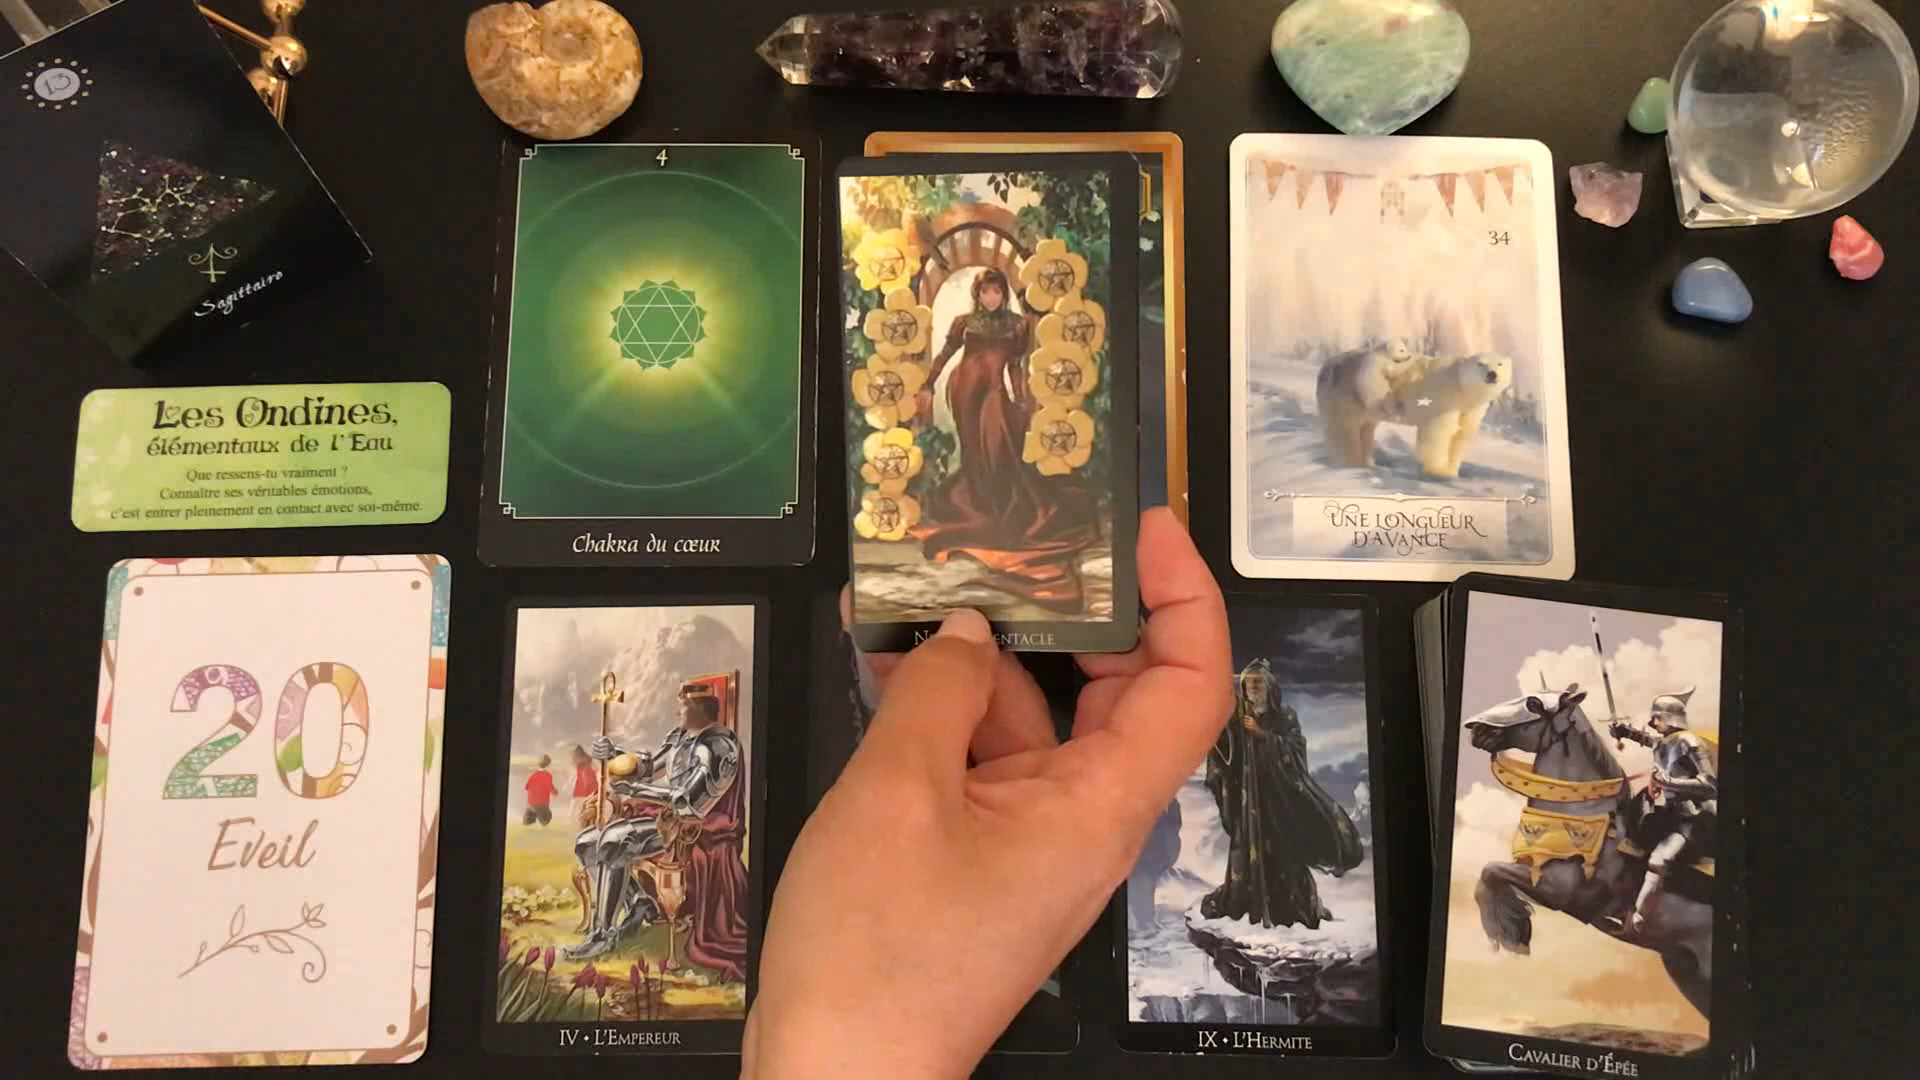 13
Sagittaire
Les Ondines,
élémentaux de l'Eau
Que ressens-tu vraiment ?
Connaître ses véritables émotions,
c'est entrer pleinement en contact avec soi-même.
4
Chakra du cœur
34
UNE LONGUEUR
D'AVANCE
20
Eveil
IV • L'EMPEREUR
IX • L'HERMITE
CAVALIER D'ÉPÉE